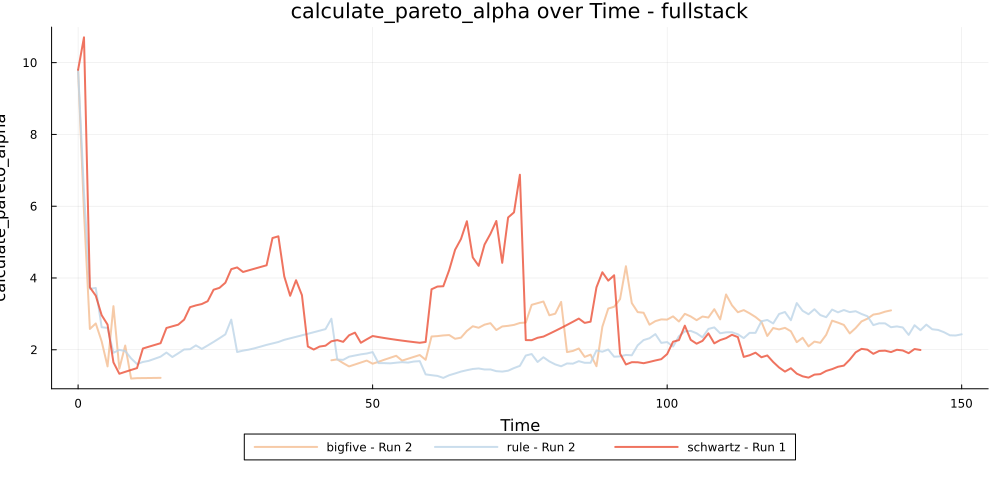 calculate_pareto_alpha over Time - fullstack
calculate_pareto_alpha
10
8
6
4
2
0
50
100
150
Time
bigfive - Run 2
rule - Run 2
schwartz - Run 1